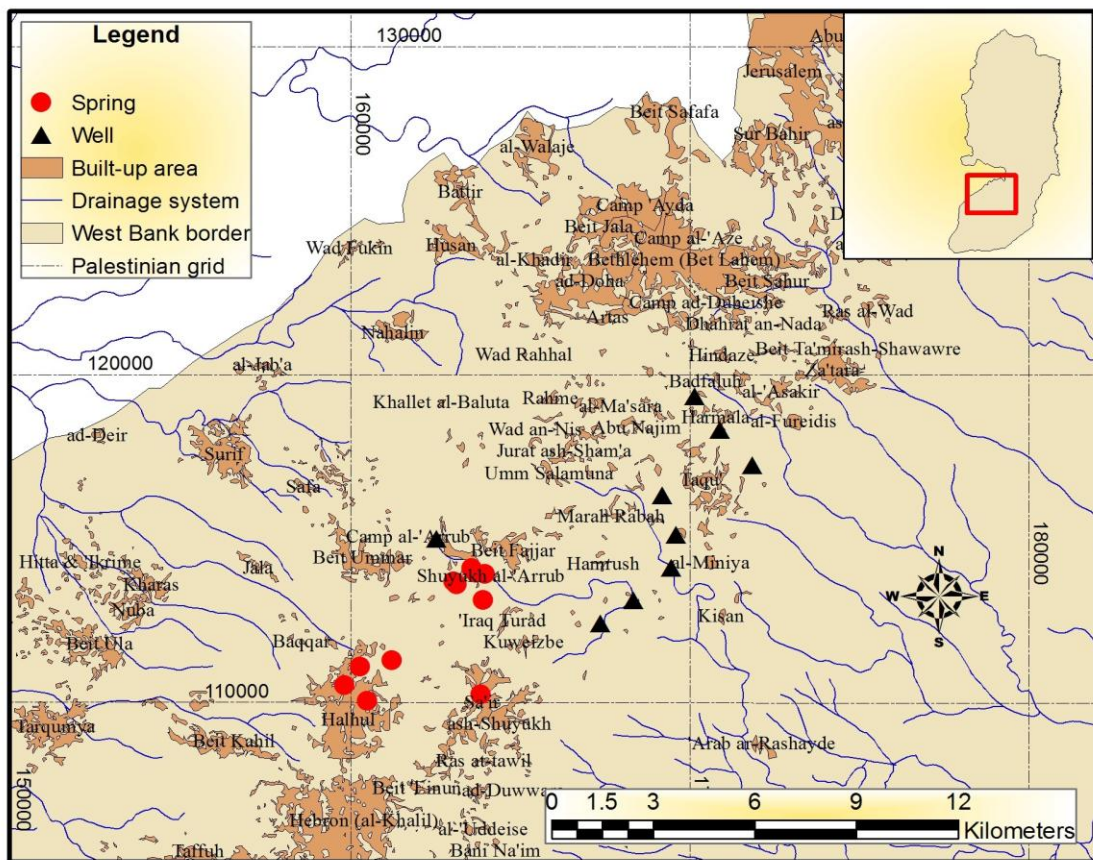 Legend
Spring
Well
Built-up area
Drainage system
West Bank border
Palestinian grid
130000
160000
Abu
Jerusalem
Beit Safafa
Sur Bahir
al-Walaje
Battir
Camp 'Ayda
Beit Jala
Camp al-'Aze
Wad Fukin
Husan
al-Khadir
Bethlehem (Bet Lahem)
ad-Doha
Beit Sahur
Camp ad-Duheishe
Artas
Dhahrat an-Nada
Ras al-Wad
Nahalin
Wad Rahhal
Hindaze
Beit Ta'mirash-Shawawre
120000
al-Jab'a
Za'tara
Badfaluh
al-'Asakir
Khallet al-Baluta
Rahme
al-Ma'sara
Harmala
al-Fureidis
ad-Deir
Wad an-Nis
Abu Najim
Surif
Jurat ash-Sham'a
Umm Salamuna
Taqu'
Safa
Marah Rabah
180000
Camp al-'Arrub
Beit Ummar
Beit Fajjar
Hitta & 'Ikrime
Jala
Shuyukh al-'Arrub
Hamrush
al-Miniya
Kharas
N
W
E
S
Nuba
'Iraq Turad
Kisan
Beit Ula
Baqqar
Kuweizbe
110000
Sa'ir
Halhul
ash-Shuyukh
Tarqumya
Beit Kahil
'Arab ar-Rashayde
Ras at-tawil
150000
Beit 'Einun
ad-Duwwar
Hebron (al-Khalil)
al-'Uddeise
Taffuh
Bani Na'im
0 1.5 3 6 9 12
Kilometers